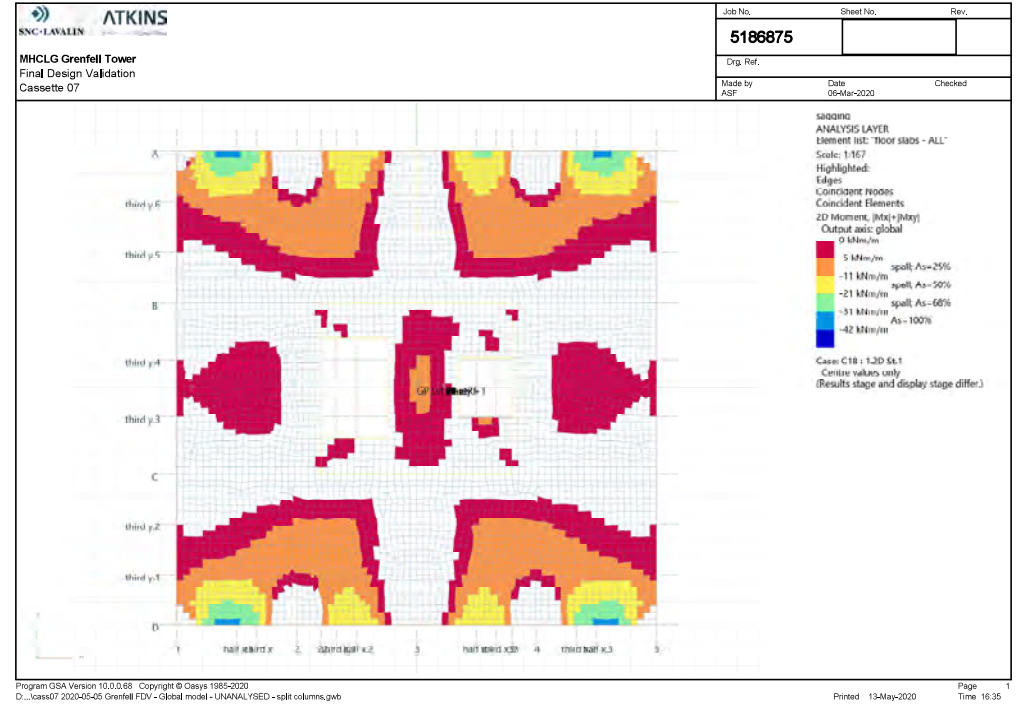 SNC•LAVALIN ATKINS
MHCLG Grenfell Tower
Final Design Validation
Cassette 07
Job No. Sheet No. Rev.
5186875
Drg. Ref.
Made by Date Checked
ASF 06-Mar-2020
sagging
ANALYSIS LAYER
Element list: "floor slabs - ALL"
Scale: 1:167
Highlighted:
Edges
Coincident Nodes
Coincident Elements
2D Moment, |Mx|+|Mxy|
Output axis: global
0 kNm/m
5 kNm/m
spall; As=25%
-11 kNm/m
spall; As=50%
-21 kNm/m
spall; As=68%
-31 kNm/m
As=100%
-42 kNm/m
Case: C18 : 1.2D St.1
Centre values only
(Results stage and display stage differ.)
A
third y.6
third y.5
B
third y.4
third y.3
C
third y.2
third y.1
D
1 2 3 4 5
third half x.3
Program GSA Version 10.0.0.68 Copyright © Oasys 1985-2020
D:...\cass07 2020-05-05 Grenfell FDV - Global model - UNANALYSED - split columns.gwb
Page 1
Printed 13-May-2020 Time 16:35